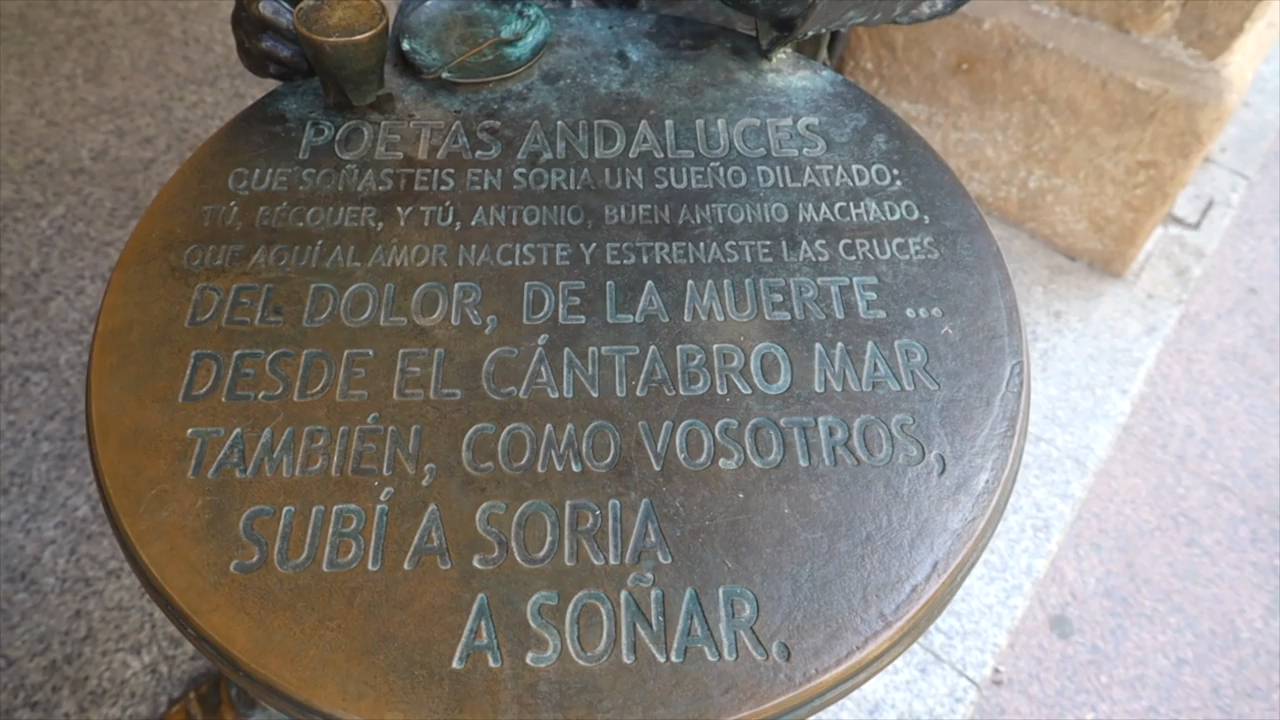 POETAS ANDALUCES
QUE SOÑASTEIS EN SORIA UN SUEÑO DILATADO:
TÚ, BÉCQUER, Y TÚ, ANTONIO, BUEN ANTONIO MACHADO,
QUE AQUÍ AL AMOR NACISTE Y ESTRENASTE LAS CRUCES
DEL DOLOR, DE LA MUERTE ...
DESDE EL CÁNTABRO MAR
TAMBIÉN, COMO VOSOTROS,
SUBÍ A SORIA
A SOÑAR.